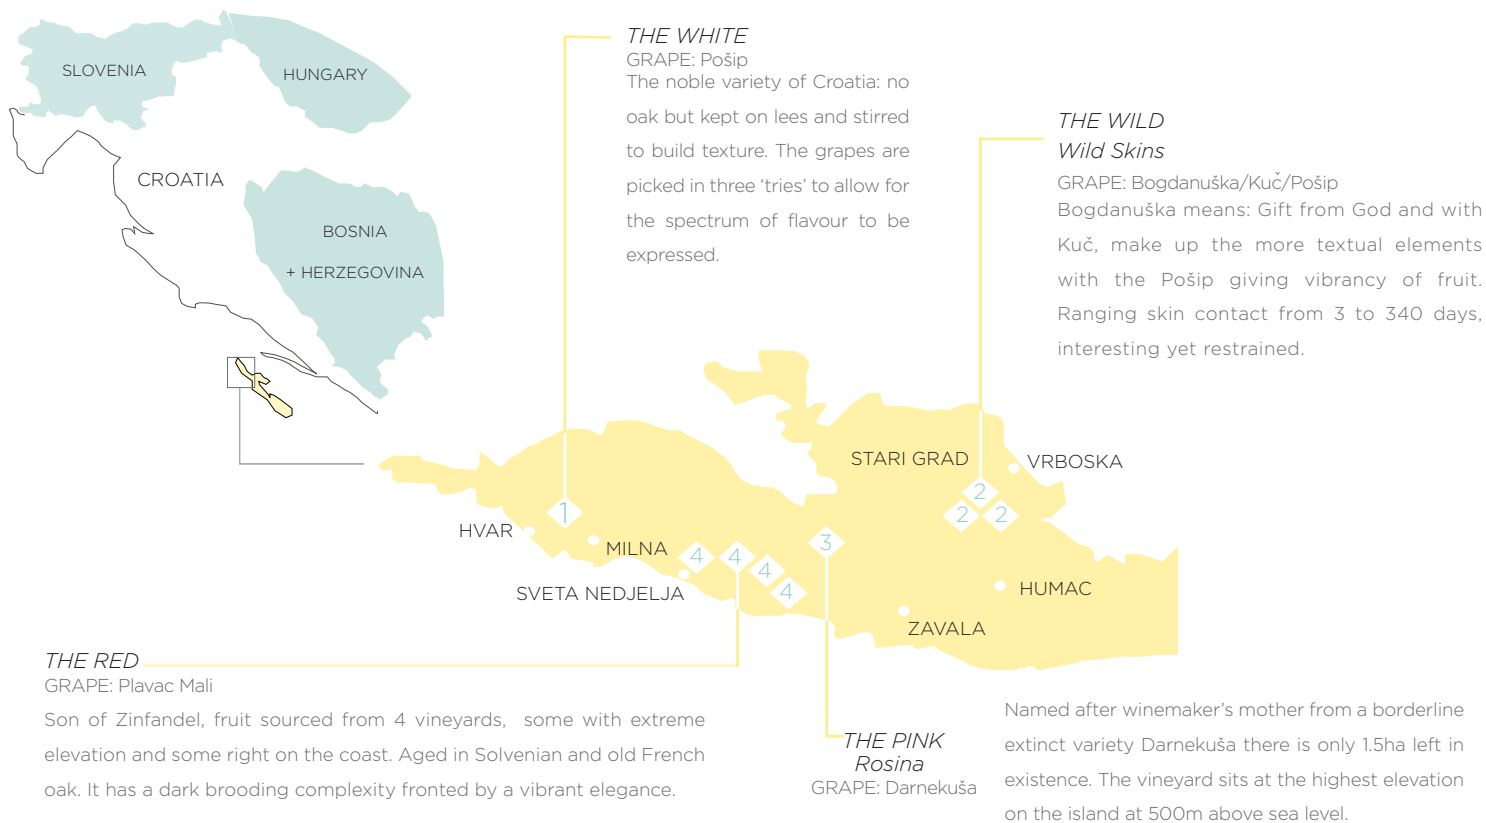 SLOVENIA
HUNGARY
CROATIA
BOSNIA
+ HERZEGOVINA
THE WHITE
GRAPE: Pošip
The noble variety of Croatia: no
oak but kept on lees and stirred
to build texture. The grapes are
picked in three ‘tries’ to allow for
the spectrum of flavour to be
expressed.
THE WILD
Wild Skins
GRAPE: Bogdanuška/Kuč/Pošip
Bogdanuška means: Gift from God and with
Kuč, make up the more textual elements
with the Pošip giving vibrancy of fruit.
Ranging skin contact from 3 to 340 days,
interesting yet restrained.
STARI GRAD
VRBOSKA
2
2 2
1
HVAR
MILNA
3
4 4 4 4
SVETA NEDJELJA
HUMAC
ZAVALA
THE RED
GRAPE: Plavac Mali
Son of Zinfandel, fruit sourced from 4 vineyards, some with extreme
elevation and some right on the coast. Aged in Solvenian and old French
oak. It has a dark brooding complexity fronted by a vibrant elegance.
THE PINK
Rosina
GRAPE: Darnekuša
Named after winemaker’s mother from a borderline
extinct variety Darnekuša there is only 1.5ha left in
existence. The vineyard sits at the highest elevation
on the island at 500m above sea level.